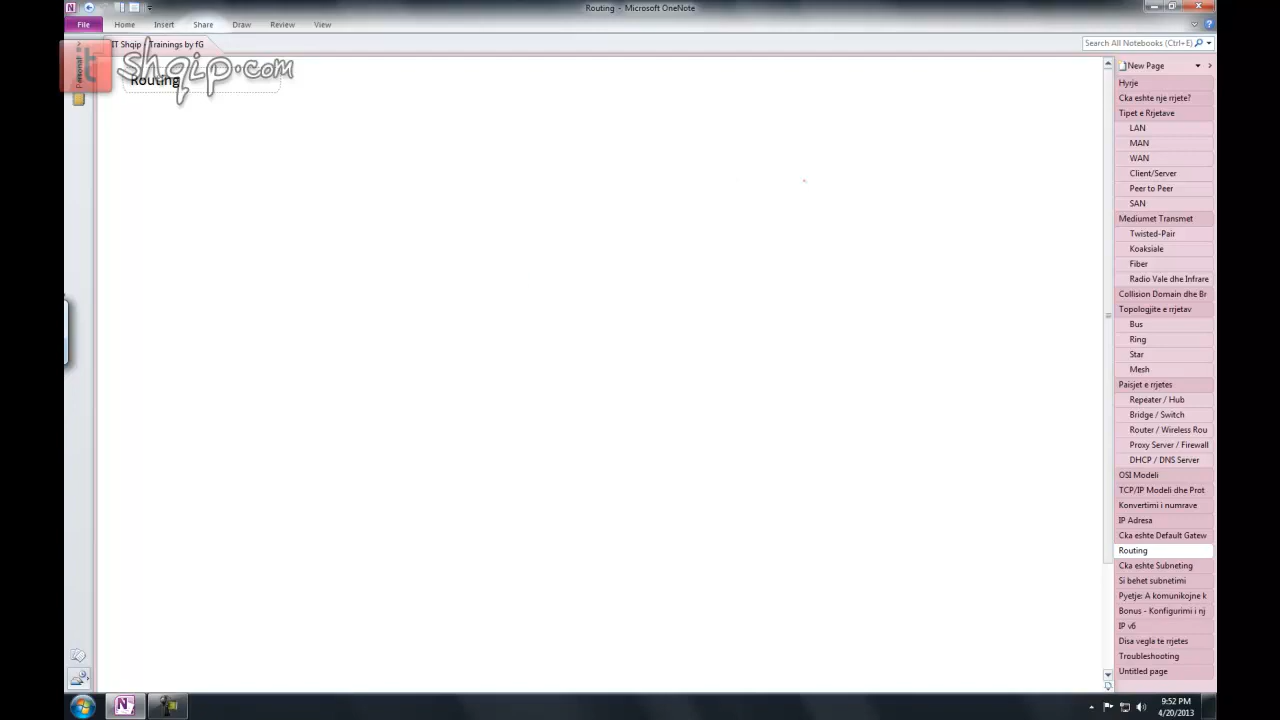 Routing - Microsoft OneNote
File Home Insert Share Draw Review View
IT Shqip - Trainings by fG
Search All Notebooks (Ctrl+E)
Shqip.com
Routing
Personal
New Page
Hyrje
Cka eshte nje rrjete?
Tipet e Rrjetave
LAN
MAN
WAN
Client/Server
Peer to Peer
SAN
Mediumet Transmet
Twisted-Pair
Koaksiale
Fiber
Radio Vale dhe Infrare
Collision Domain dhe Br
Topologjite e rrjetav
Bus
Ring
Star
Mesh
Paisjet e rrjetes
Repeater / Hub
Bridge / Switch
Router / Wireless Rou
Proxy Server / Firewall
DHCP / DNS Server
OSI Modeli
TCP/IP Modeli dhe Prot
Konvertimi i numrave
IP Adresa
Cka eshte Default Gatew
Routing
Cka eshte Subneting
Si behet subnetimi
Pyetje: A komunikojne k
Bonus - Konfigurimi i nj
IP v6
Disa vegla te rrjetes
Troubleshooting
Untitled page
9:52 PM
4/20/2013